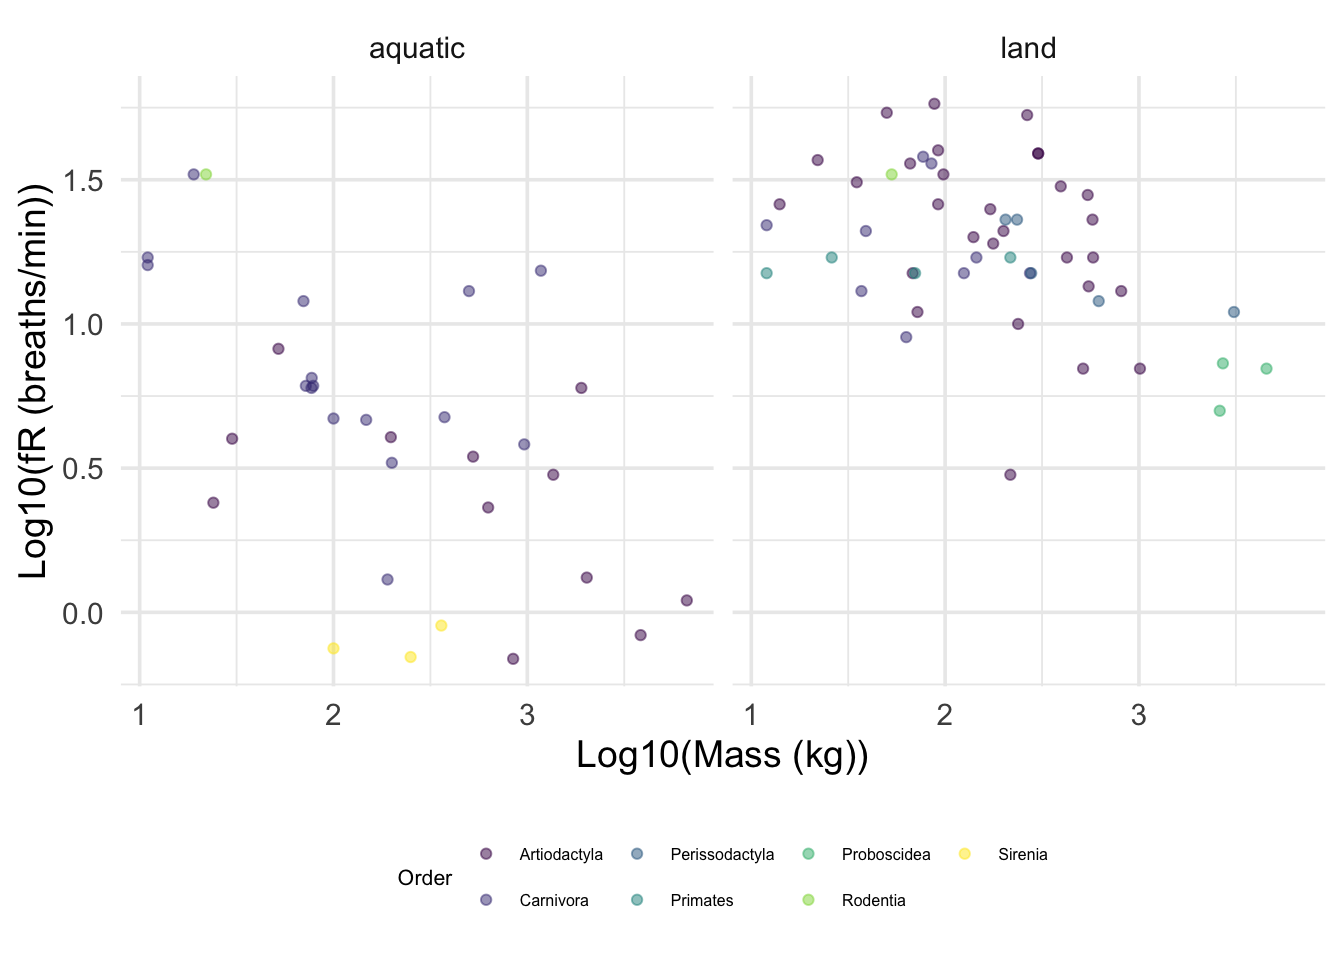 aquatic
land
Log10(fR (breaths/min))
1.5
1.0
0.5
0.0
1 2 3 1 2 3
Log10(Mass (kg))
Order
Artiodactyla Perissodactyla Proboscidea Sirenia
Carnivora Primates Rodentia